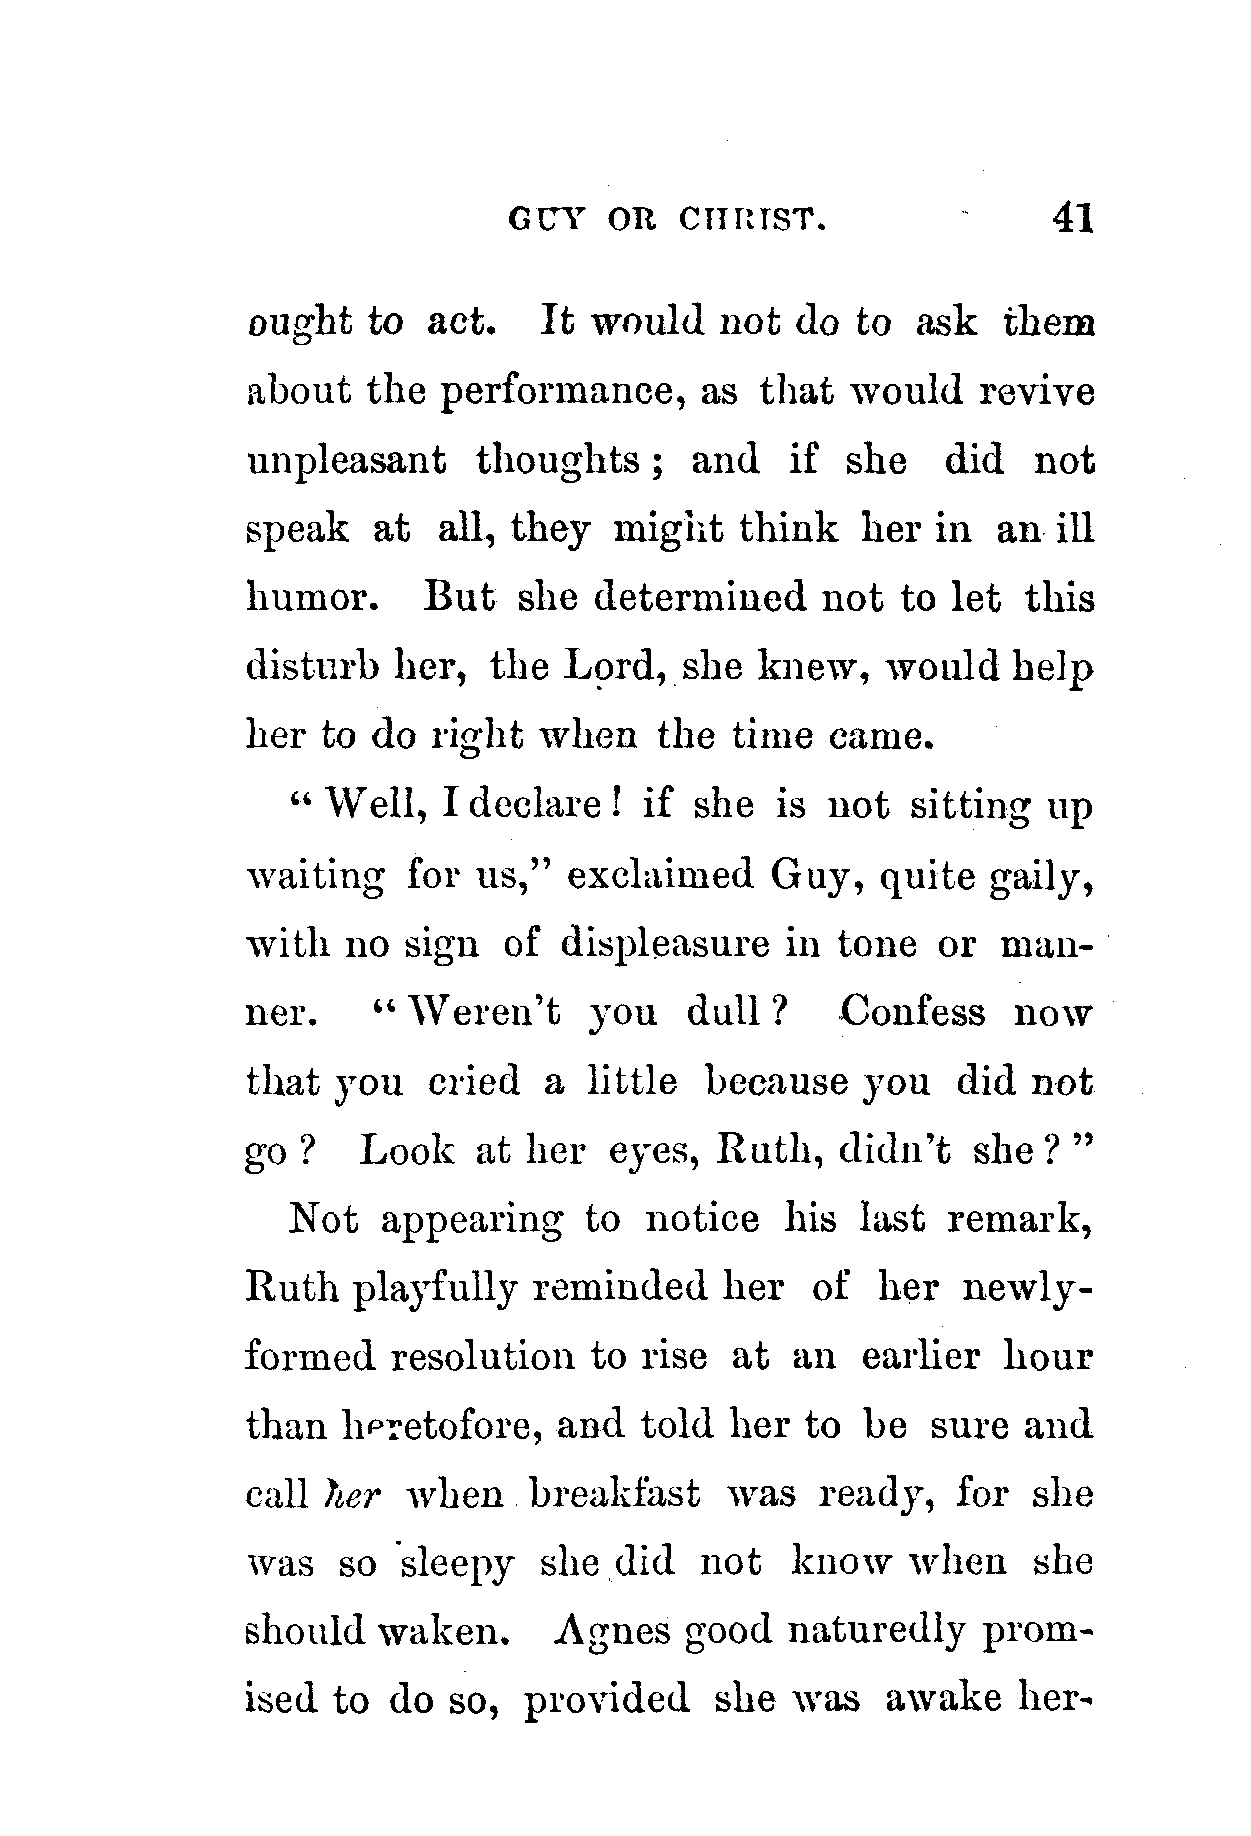 GUY OR CHRIST. 41
ought to act. It would not do to ask them
about the performance, as that would revive
unpleasant thoughts ; and if she did not
speak at all, they might think her in an ill
humor. But she determined not to let this
disturb her, the Lord, she knew, would help
her to do right when the time came.
“ Well, I declare ! if she is not sitting up
waiting for us,” exclaimed Guy, quite gaily,
with no sign of displeasure in tone or man-
ner. “ Weren't you dull ? Confess now
that you cried a little because you did not
go ? Look at her eyes, Ruth, didn't she ? ”
Not appearing to notice his last remark,
Ruth playfully reminded her of her newly-
formed resolution to rise at an earlier hour
than heretofore, and told her to be sure and
call her when breakfast was ready, for she
was so sleepy she did not know when she
should waken. Agnes good naturedly prom-
ised to do so, provided she was awake her-